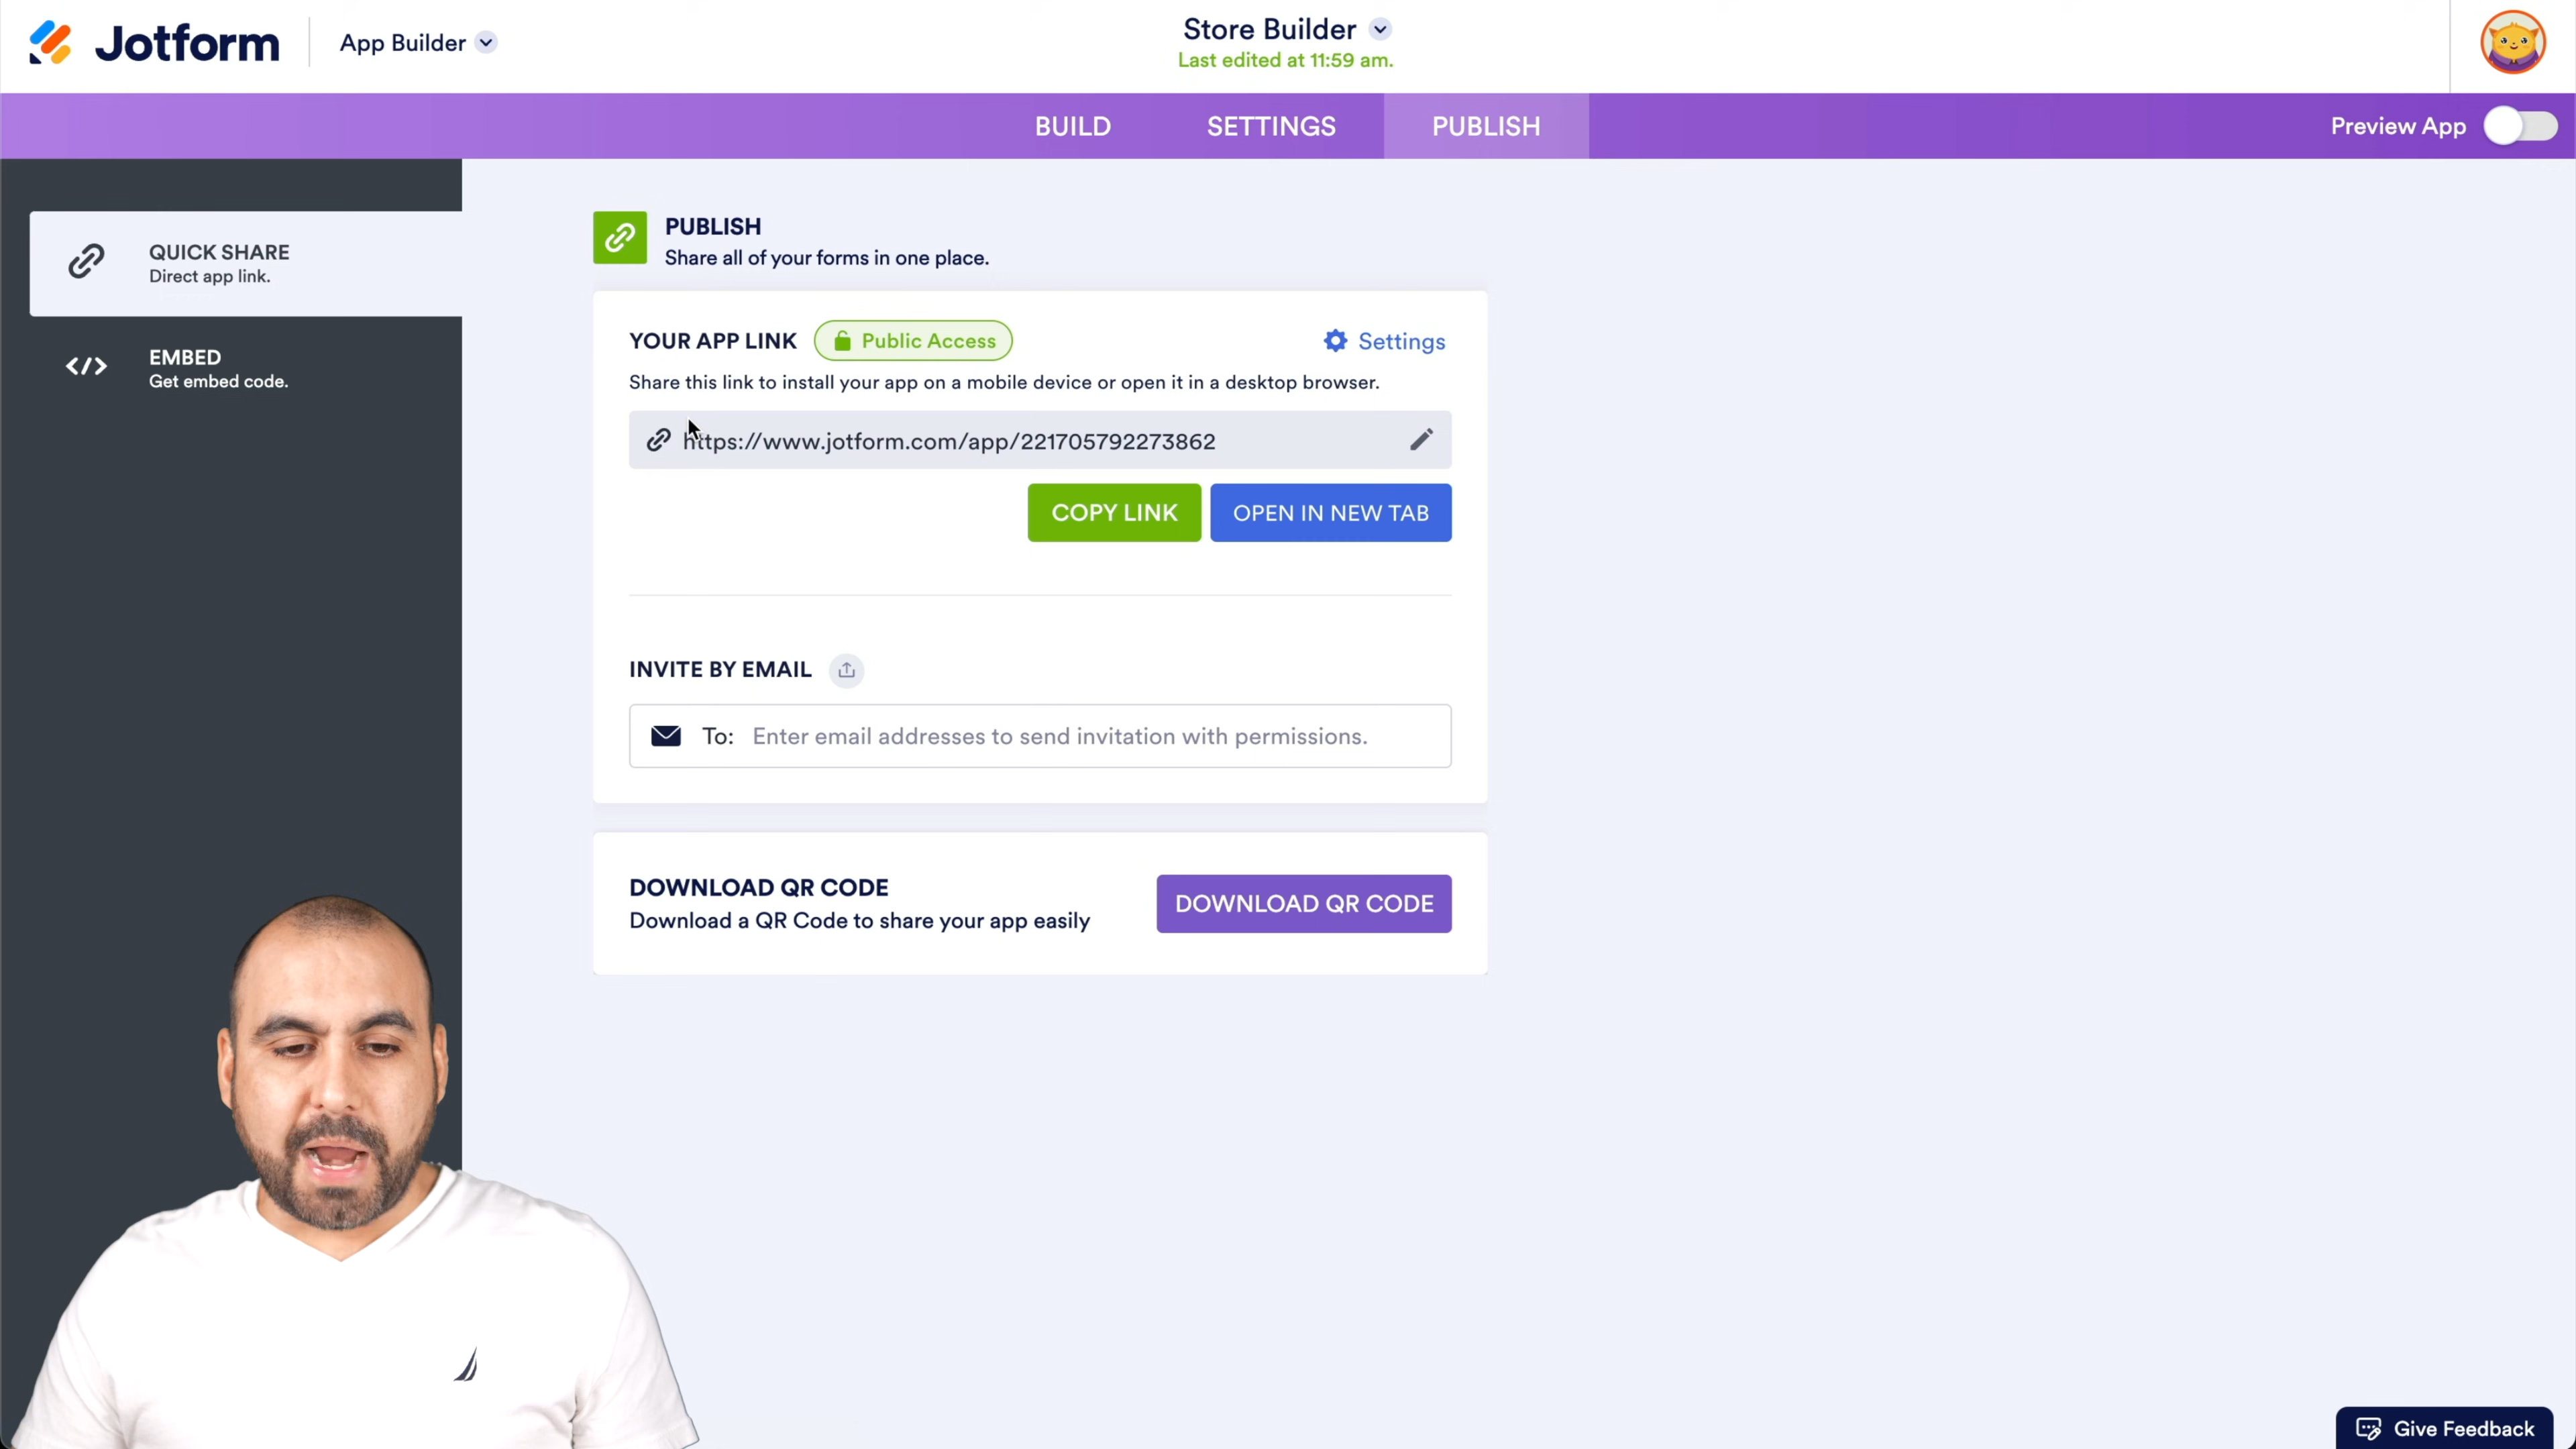 Jotform
App Builder
Store Builder
Last edited at 11:59 am.
BUILD
SETTINGS
PUBLISH
Preview App
QUICK SHARE
Direct app link.
EMBED
Get embed code.
PUBLISH
Share all of your forms in one place.
YOUR APP LINK
Public Access
Settings
Share this link to install your app on a mobile device or open it in a desktop browser.
https://www.jotform.com/app/221705792273862
COPY LINK
OPEN IN NEW TAB
INVITE BY EMAIL
To: Enter email addresses to send invitation with permissions.
DOWNLOAD QR CODE
Download a QR Code to share your app easily
DOWNLOAD QR CODE
Give Feedback